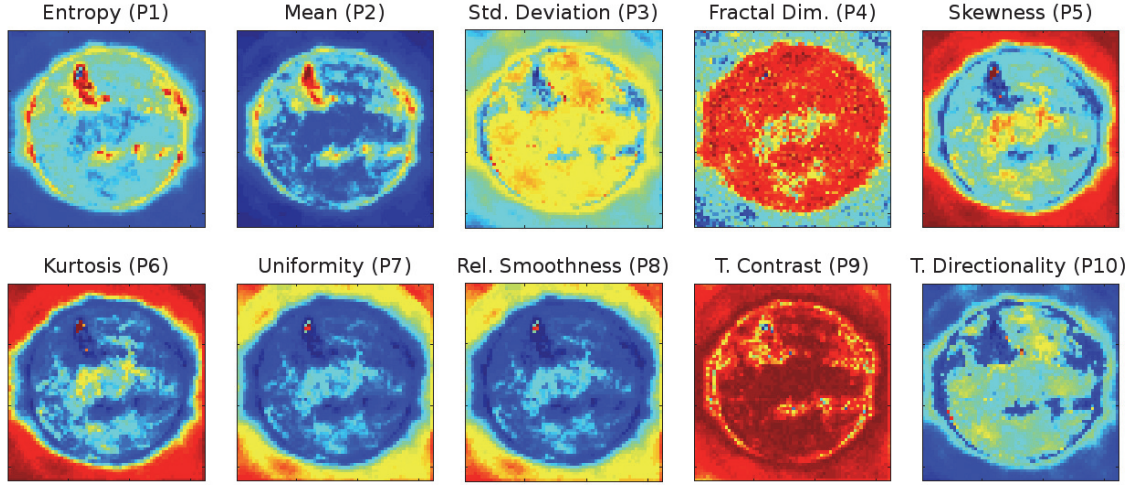 Entropy (P1) Mean (P2) Std. Deviation (P3) Fractal Dim. (P4) Skewness (P5)
Kurtosis (P6) Uniformity (P7) Rel. Smoothness (P8) T. Contrast (P9) T. Directionality (P10)